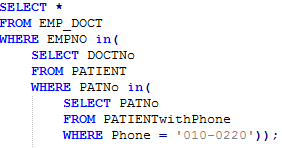 SELECT *
FROM EMP_DOCT
WHERE EMPNO in(
SELECT DOCTNo
FROM PATIENT
WHERE PATNo in(
SELECT PATNo
FROM PATIENTwithPhone
WHERE Phone = '010-0220'));